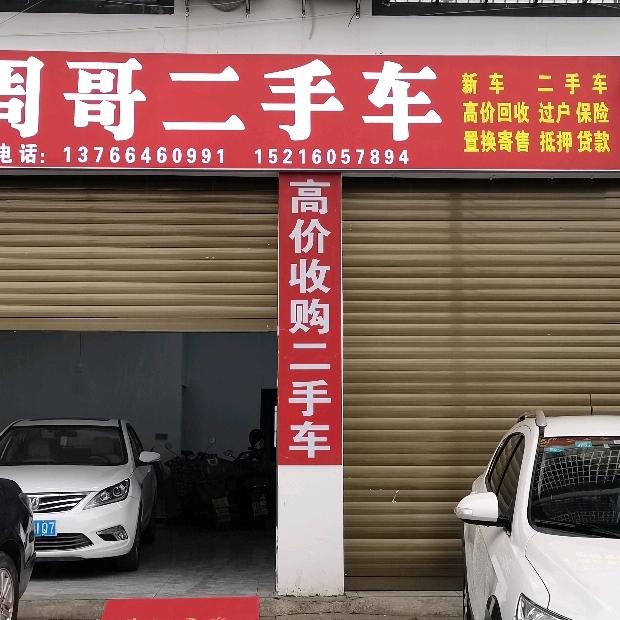 周哥二手车
电话: 13766460991 15216057894
新车 二手车
高价回收 过户 保险
置换寄售 抵押 贷款
高价收购二手车